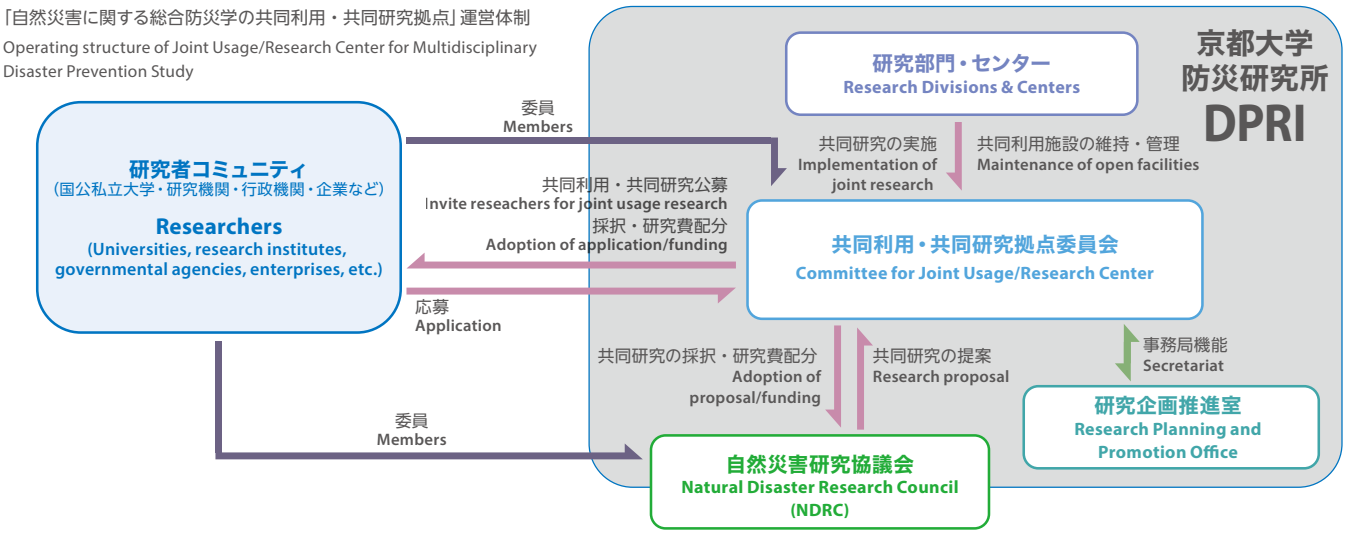 「自然災害に関する総合防災学の共同利用・共同研究拠点」運営体制
Operating structure of Joint Usage/Research Center for Multidisciplinary
Disaster Prevention Study
京都大学
防災研究所
DPRI
研究部門・センター
Research Divisions & Centers
委員
Members
共同研究の実施
Implementation of
joint research
共同利用施設の維持・管理
Maintenance of open facilities
研究者コミュニティ
（国公私立大学・研究機関・行政機関・企業など）
Researchers
(Universities, research institutes,
governmental agencies, enterprises, etc.)
共同利用・共同研究公募
Invite reseachers for joint usage research
採択・研究費配分
Adoption of application/funding
共同利用・共同研究拠点委員会
Committee for Joint Usage/Research Center
応募
Application
共同研究の採択・研究費配分
Adoption of
proposal/funding
共同研究の提案
Research proposal
事務局機能
Secretariat
研究企画推進室
Research Planning and
Promotion Office
委員
Members
自然災害研究協議会
Natural Disaster Research Council
(NDRC)